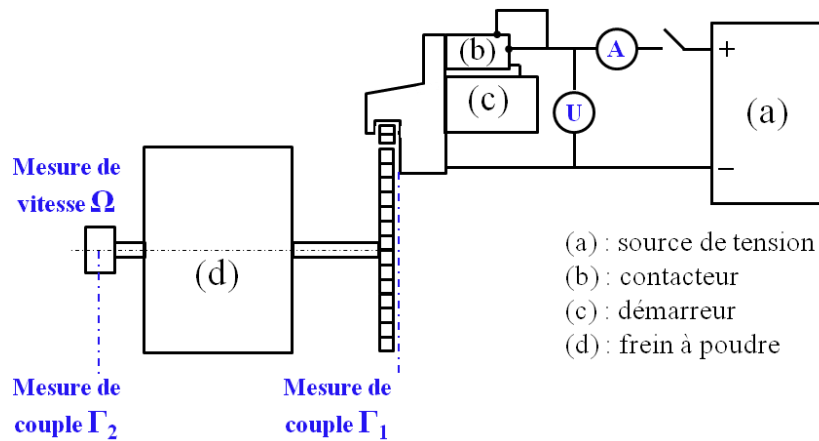 (b)
A
+
(c)
U
(a)
−
Mesure de
vitesse Ω
(d)
(a) : source de tension
(b) : contacteur
(c) : démarreur
(d) : frein à poudre
Mesure de
couple Γ2
Mesure de
couple Γ1